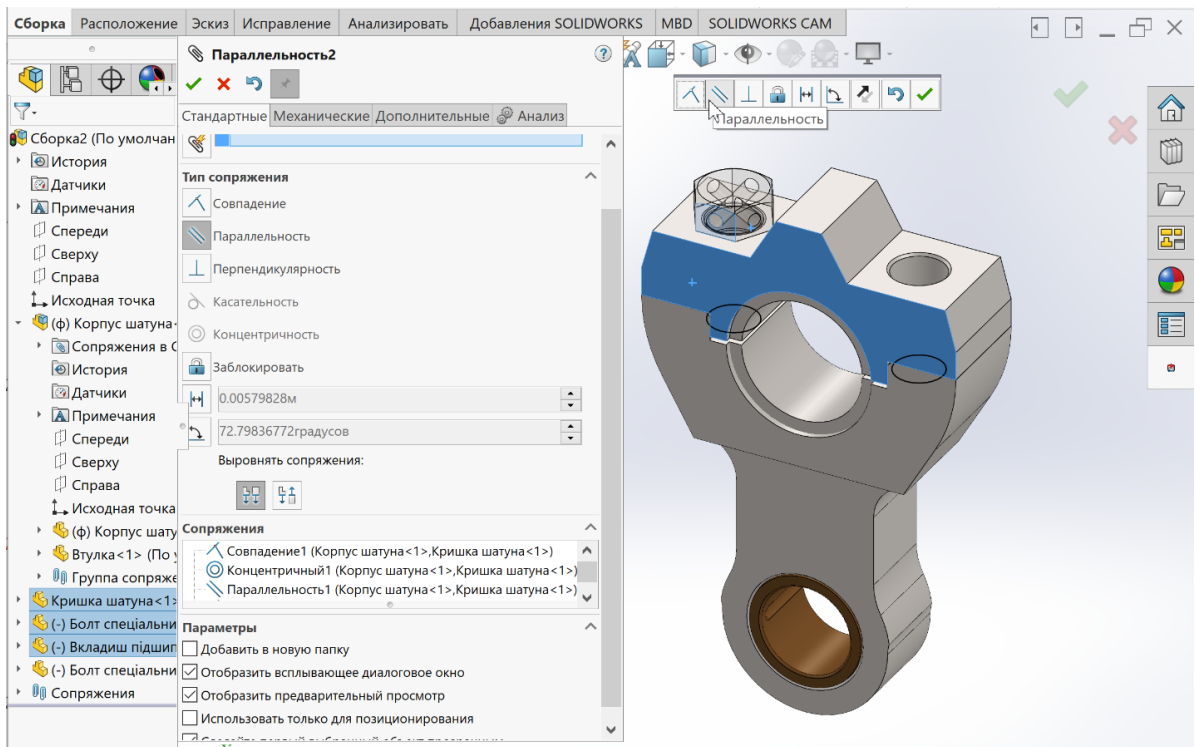 Сборка Расположение Эскиз Исправление Анализировать Добавления SOLIDWORKS MBD SOLIDWORKS CAM
Параллельность2
Стандартные Механические Дополнительные Анализ
Тип сопряжения
Совпадение
Параллельность
Перпендикулярность
Касательность
Концентричность
Заблокировать
0.00579828м
72.79836772градусов
Выровнять сопряжения:
Сопряжения
Совпадение1 (Корпус шатуна<1>,Кришка шатуна<1>)
Концентричный1 (Корпус шатуна<1>,Кришка шатуна<1>)
Параллельность1 (Корпус шатуна<1>,Кришка шатуна<1>)
Параметры
Добавить в новую папку
Отобразить всплывающее диалоговое окно
Отобразить предварительный просмотр
Использовать только для позиционирования
Сборка2 (По умолчан
История
Датчики
Примечания
Спереди
Сверху
Справа
Исходная точка
(ф) Корпус шатуна
Сопряжения в С
История
Датчики
Примечания
Спереди
Сверху
Справа
Исходная точка
(ф) Корпус шату
Втулка<1> (По у
Группа сопряже
Кришка шатуна<1>
(-) Болт спеціальни
(-) Вкладиш підшип
(-) Болт спеціальни
Сопряжения
Параллельность